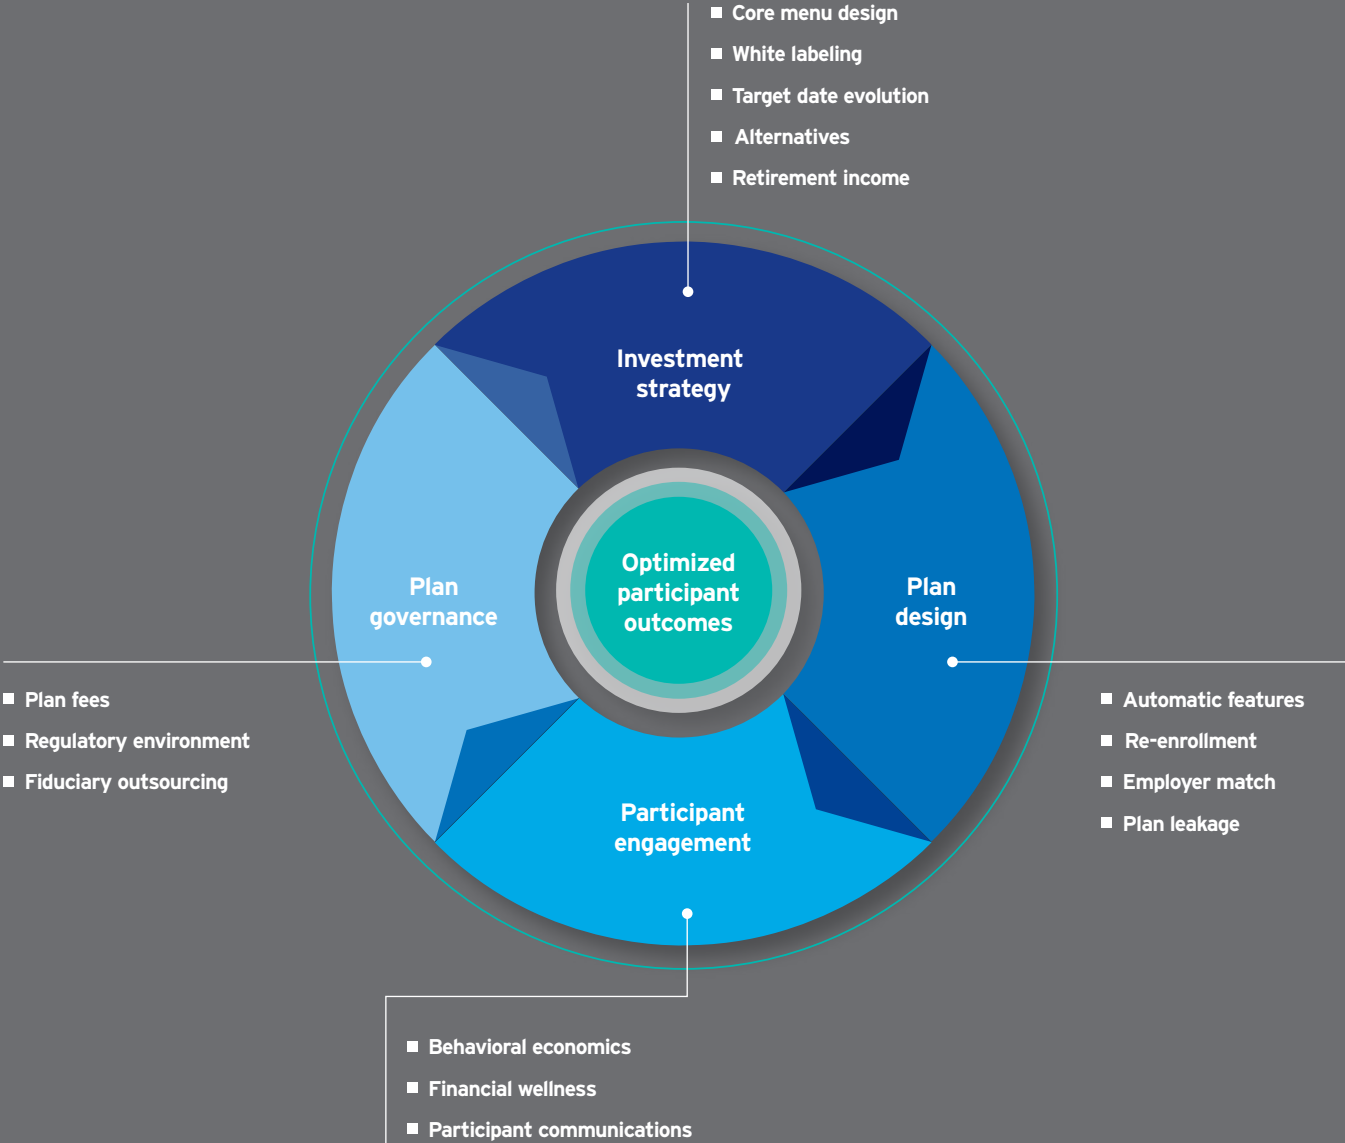 Core menu design
White labeling
Target date evolution
Alternatives
Retirement income
Investment
strategy
Optimized
participant
outcomes
Plan
governance
Plan
design
Plan fees
Regulatory environment
Fiduciary outsourcing
Automatic features
Re-enrollment
Employer match
Plan leakage
Participant
engagement
Behavioral economics
Financial wellness
Participant communications